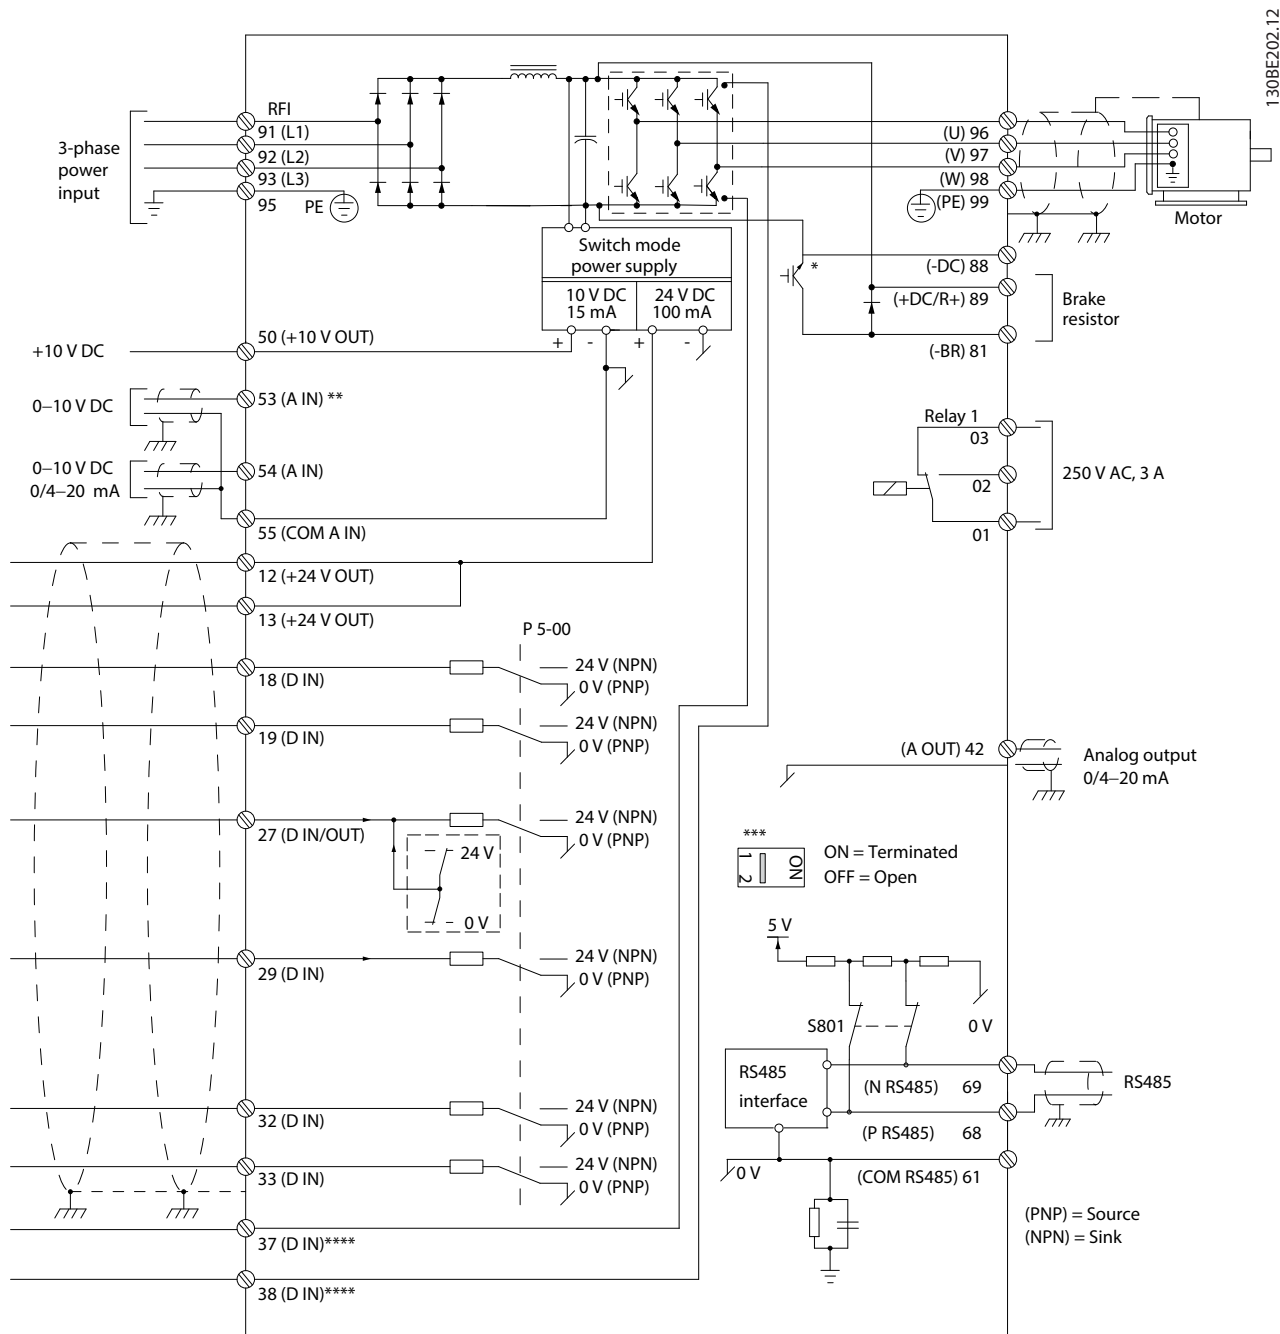 130BE202.12
RFI
3-phase
power
input
91 (L1)
92 (L2)
93 (L3)
95
PE
(U) 96
(V) 97
(W) 98
(PE) 99
Motor
Switch mode
power supply
10 V DC
15 mA
24 V DC
100 mA
+ - + -
*
(-DC) 88
(+DC/R+) 89
(-BR) 81
Brake
resistor
+10 V DC
50 (+10 V OUT)
0–10 V DC
53 (A IN) **
0–10 V DC
0/4–20 mA
54 (A IN)
55 (COM A IN)
12 (+24 V OUT)
13 (+24 V OUT)
Relay 1
03
02
01
250 V AC, 3 A
P 5-00
18 (D IN)
24 V (NPN)
0 V (PNP)
19 (D IN)
24 V (NPN)
0 V (PNP)
27 (D IN/OUT)
24 V (NPN)
0 V (PNP)
24 V
0 V
29 (D IN)
24 V (NPN)
0 V (PNP)
32 (D IN)
24 V (NPN)
0 V (PNP)
33 (D IN)
24 V (NPN)
0 V (PNP)
37 (D IN)****
38 (D IN)****
(A OUT) 42
Analog output
0/4–20 mA
***
1 2
ON
ON = Terminated
OFF = Open
5 V
S801
0 V
RS485
interface
(N RS485) 69
(P RS485) 68
RS485
0 V
(COM RS485) 61
(PNP) = Source
(NPN) = Sink